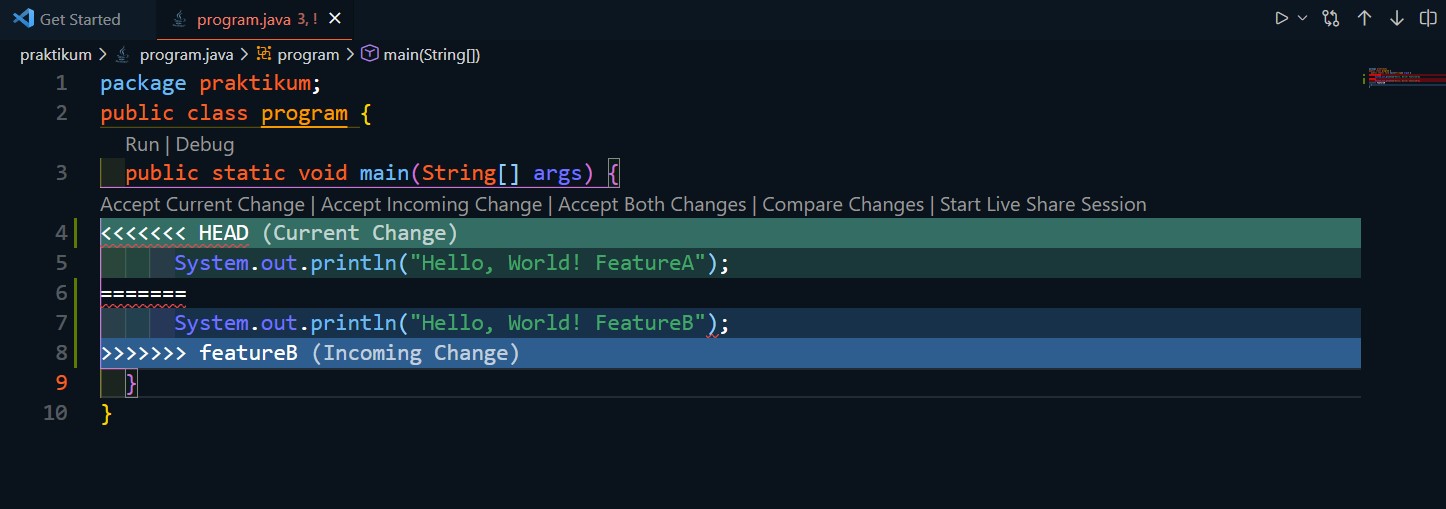 Get Started program.java 3, !
praktikum > program.java > program > main(String[])
1 package praktikum;
2 public class program {
Run | Debug
3 public static void main(String[] args) {
Accept Current Change | Accept Incoming Change | Accept Both Changes | Compare Changes | Start Live Share Session
4 <<<<<<< HEAD (Current Change)
5 System.out.println("Hello, World! FeatureA");
6 =======
7 System.out.println("Hello, World! FeatureB");
8 >>>>>>> featureB (Incoming Change)
9 }
10 }